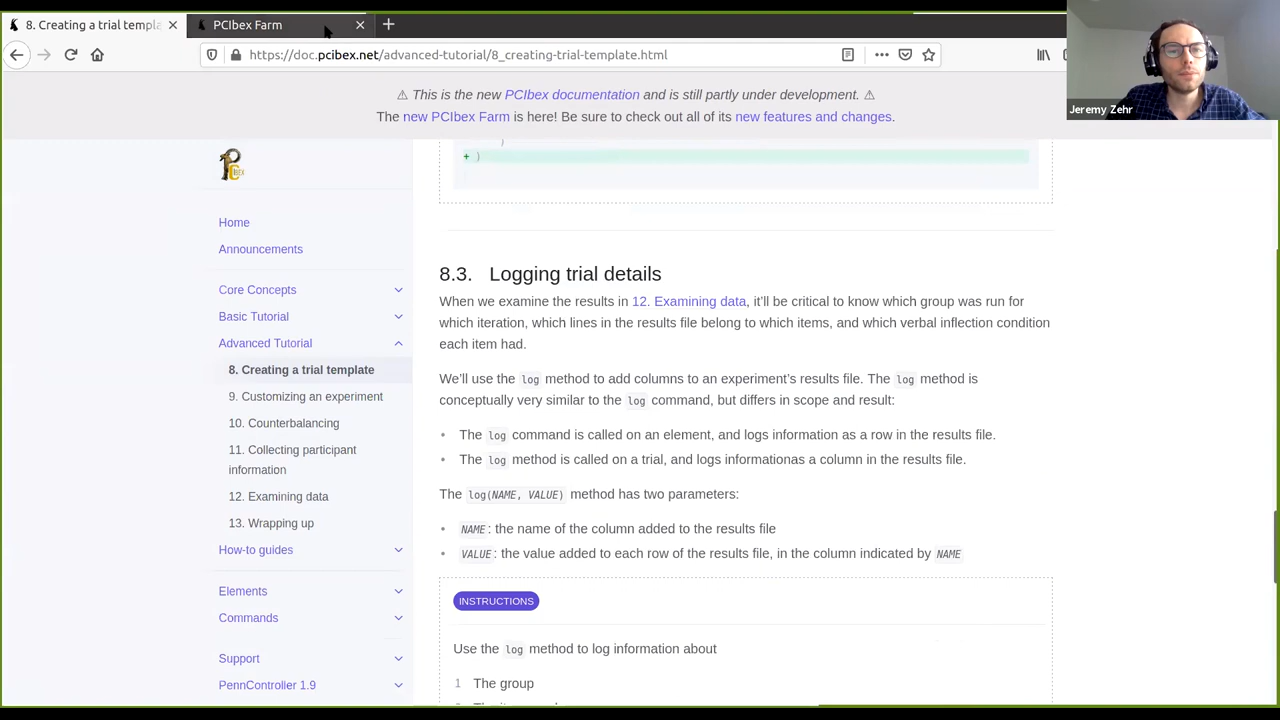 8. Creating a trial templa
PCIbex Farm
https://doc.pcibex.net/advanced-tutorial/8_creating-trial-template.html
Jeremy Zehr
⚠ This is the new PCIbex documentation and is still partly under development. ⚠
The new PCIbex Farm is here! Be sure to check out all of its new features and changes.
PCIBEX
Home
Announcements
Core Concepts
Basic Tutorial
Advanced Tutorial
8. Creating a trial template
9. Customizing an experiment
10. Counterbalancing
11. Collecting participant
information
12. Examining data
13. Wrapping up
How-to guides
Elements
Commands
Support
PennController 1.9
)
+ )
8.3. Logging trial details
When we examine the results in 12. Examining data, it'll be critical to know which group was run for
which iteration, which lines in the results file belong to which items, and which verbal inflection condition
each item had.
We'll use the log method to add columns to an experiment's results file. The log method is
conceptually very similar to the log command, but differs in scope and result:
• The log command is called on an element, and logs information as a row in the results file.
• The log method is called on a trial, and logs informationas a column in the results file.
The log(NAME, VALUE) method has two parameters:
• NAME: the name of the column added to the results file
• VALUE: the value added to each row of the results file, in the column indicated by NAME
INSTRUCTIONS
Use the log method to log information about
1 The group